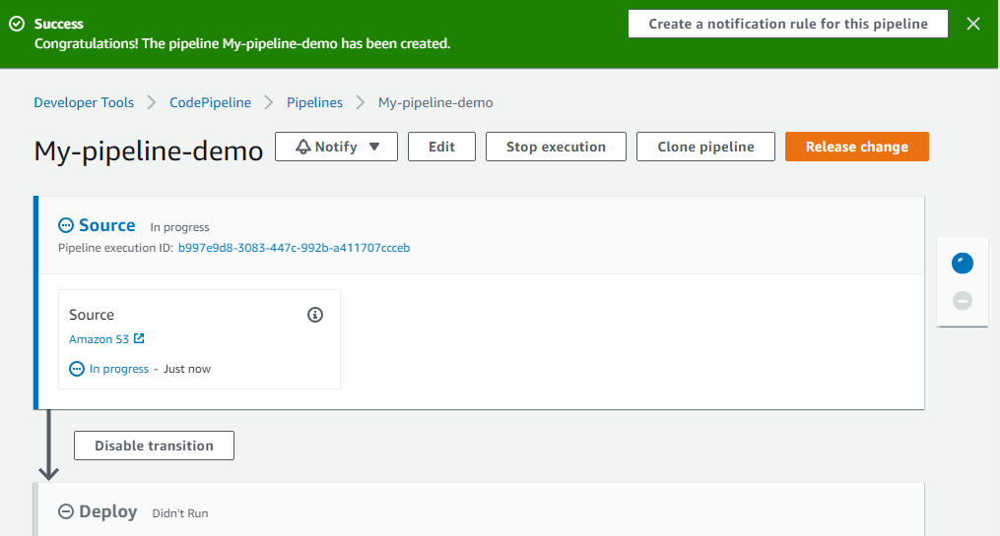 Success
Congratulations! The pipeline My-pipeline-demo has been created.
Create a notification rule for this pipeline
Developer Tools
CodePipeline
Pipelines
My-pipeline-demo
My-pipeline-demo
Notify
Edit
Stop execution
Clone pipeline
Release change
Source In progress
Pipeline execution ID: b997e9d8-3083-447c-992b-a411707ccceb
Source
Amazon S3
In progress - Just now
Disable transition
Deploy Didn't Run